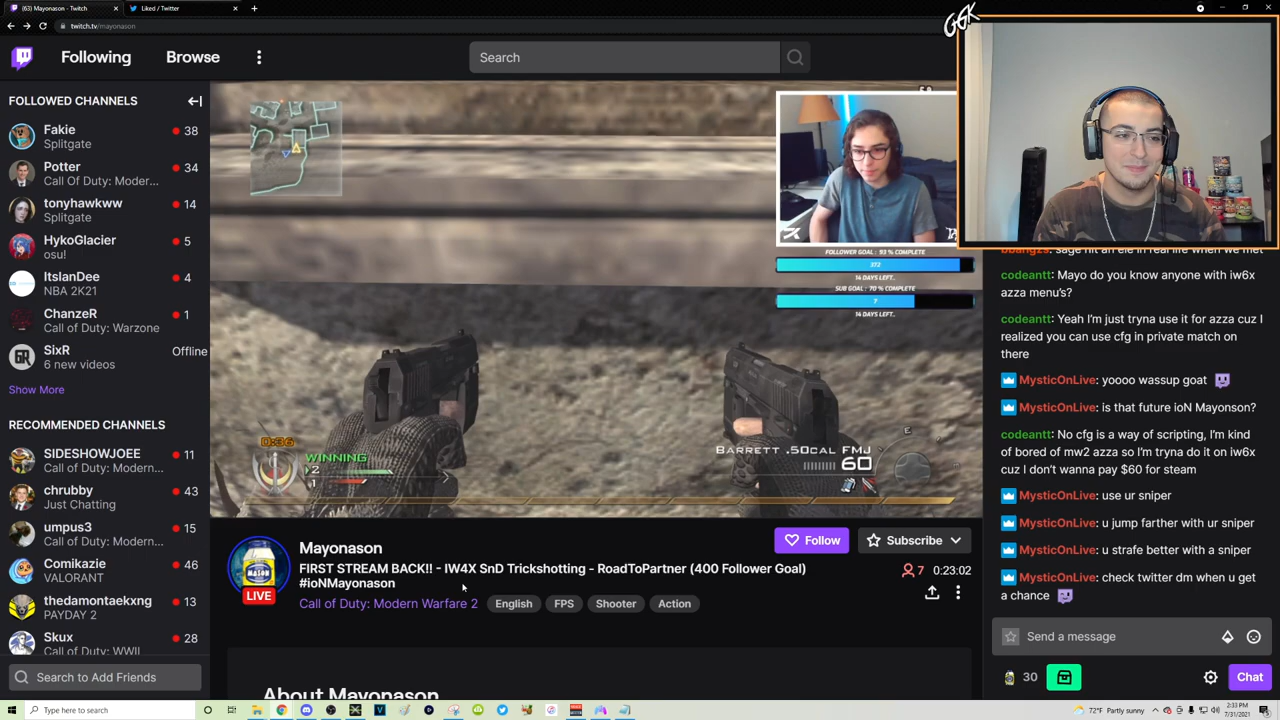 (63) Mayonason - Twitch
Liked / Twitter
twitch.tv/mayonason
GGK
Following
Browse
Search
FOLLOWED CHANNELS
Fakie
38
Splitgate
Potter
34
Call Of Duty: Moder...
tonyhawkww
14
Splitgate
HykoGlacier
5
osu!
ItsIanDee
4
NBA 2K21
ChanzeR
1
Call of Duty: Warzone
SixR
Offline
6 new videos
Show More
RECOMMENDED CHANNELS
SIDESHOWJOEE
11
Call of Duty: Modern...
chrubby
43
Just Chatting
umpus3
15
Call of Duty: Modern...
Comikazie
46
VALORANT
thedamontaekxng
13
PAYDAY 2
Skux
28
Call of Duty: WWII
Search to Add Friends
FOLLOWER GOAL : 93 % COMPLETE
372
14 DAYS LEFT.
SUB GOAL : 70 % COMPLETE
7
14 DAYS LEFT.
0:36
WINNING
2
1
BARRETT .50CAL FMJ
60
E
MASON
LIVE
Mayonason
Follow
Subscribe
FIRST STREAM BACK!! - IW4X SnD Trickshotting - RoadToPartner (400 Follower Goal)
#ioNMayonason
7
0:23:02
Call of Duty: Modern Warfare 2
English
FPS
Shooter
Action
About Mayonason
codeantt: Mayo do you know anyone with iw6x
azza menu's?
codeantt: Yeah I'm just tryna use it for azza cuz I
realized you can use cfg in private match on
there
MysticOnLive: yoooo wassup goat
MysticOnLive: is that future ioN Mayonson?
codeantt: No cfg is a way of scripting, I'm kind
of bored of mw2 azza so I'm tryna do it on iw6x
cuz I don't wanna pay $60 for steam
MysticOnLive: use ur sniper
MysticOnLive: u jump farther with ur sniper
MysticOnLive: u strafe better with a sniper
MysticOnLive: check twitter dm when u get
a chance
Send a message
30
Chat
Type here to search
72°F Partly sunny
2:33 PM
7/31/2021